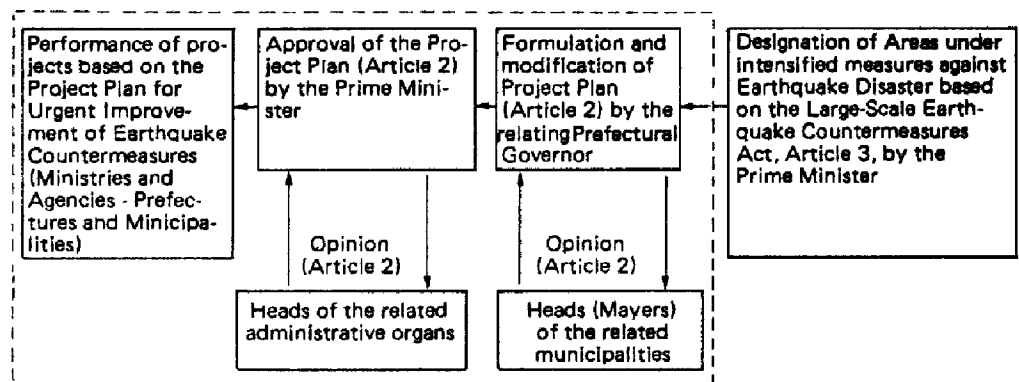 Performance of pro-
jects based on the
Project Plan for
Urgent Improve-
ment of Earthquake
Countermeasures
(Ministries and
Agencies - Prefec-
tures and Minicipa-
lities)
Approval of the Pro-
ject Plan (Article 2)
by the Prime Mini-
ster
Formulation and
modification of
Project Plan
(Article 2) by the
relating Prefectural
Governor
Designation of Areas under
intensified measures against
Earthquake Disaster based
on the Large-Scale Earth-
quake Countermeasures
Act, Article 3, by the
Prime Minister
Opinion
(Article 2)
Opinion
(Article 2)
Heads of the related
administrative organs
Heads (Mayers)
of the related
municipalities